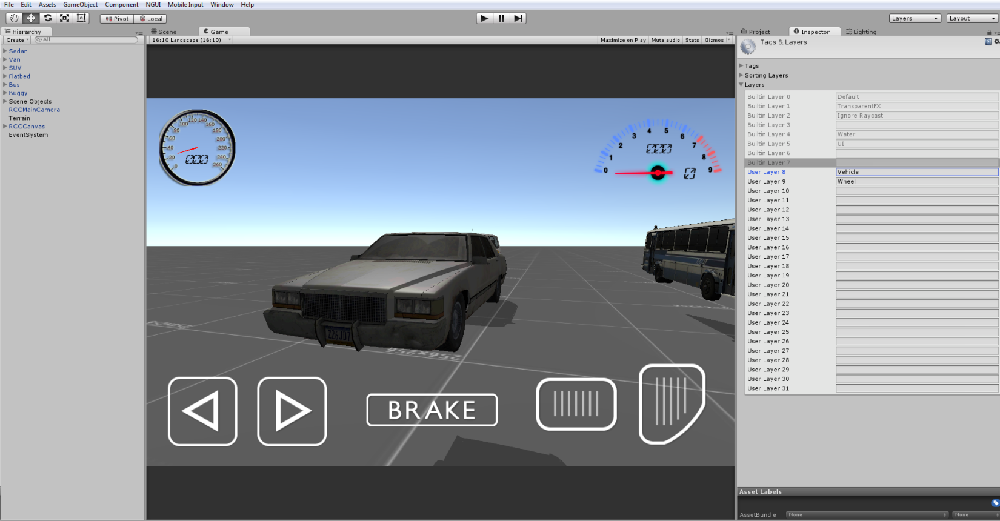 File Edit Assets GameObject Component NGUI Mobile Input Window Help
Pivot Local Layers Layout
Hierarchy
Create All
Sedan
Van
SUV
Flatbed
Bus
Buggy
Scene Objects
RCCMainCamera
Terrain
RCCCanvas
EventSystem
Scene Game
16:10 Landscape (16:10) Maximize on Play Mute audio Stats Gizmos
0 20 40 60 80 100 120 140 160 180 200 220 240 260
0 1 2 3 4 5 6 7 8 9
226JU7
256x256
BRAKE
Project Inspector Lighting
Tags & Layers
Tags
Sorting Layers
Layers
Builtin Layer 0 Default
Builtin Layer 1 TransparentFX
Builtin Layer 2 Ignore Raycast
Builtin Layer 3
Builtin Layer 4 Water
Builtin Layer 5 UI
Builtin Layer 6
Builtin Layer 7
User Layer 8 Vehicle
User Layer 9 Wheel
User Layer 10
User Layer 11
User Layer 12
User Layer 13
User Layer 14
User Layer 15
User Layer 16
User Layer 17
User Layer 18
User Layer 19
User Layer 20
User Layer 21
User Layer 22
User Layer 23
User Layer 24
User Layer 25
User Layer 26
User Layer 27
User Layer 28
User Layer 29
User Layer 30
User Layer 31
Asset Labels
AssetBundle None None